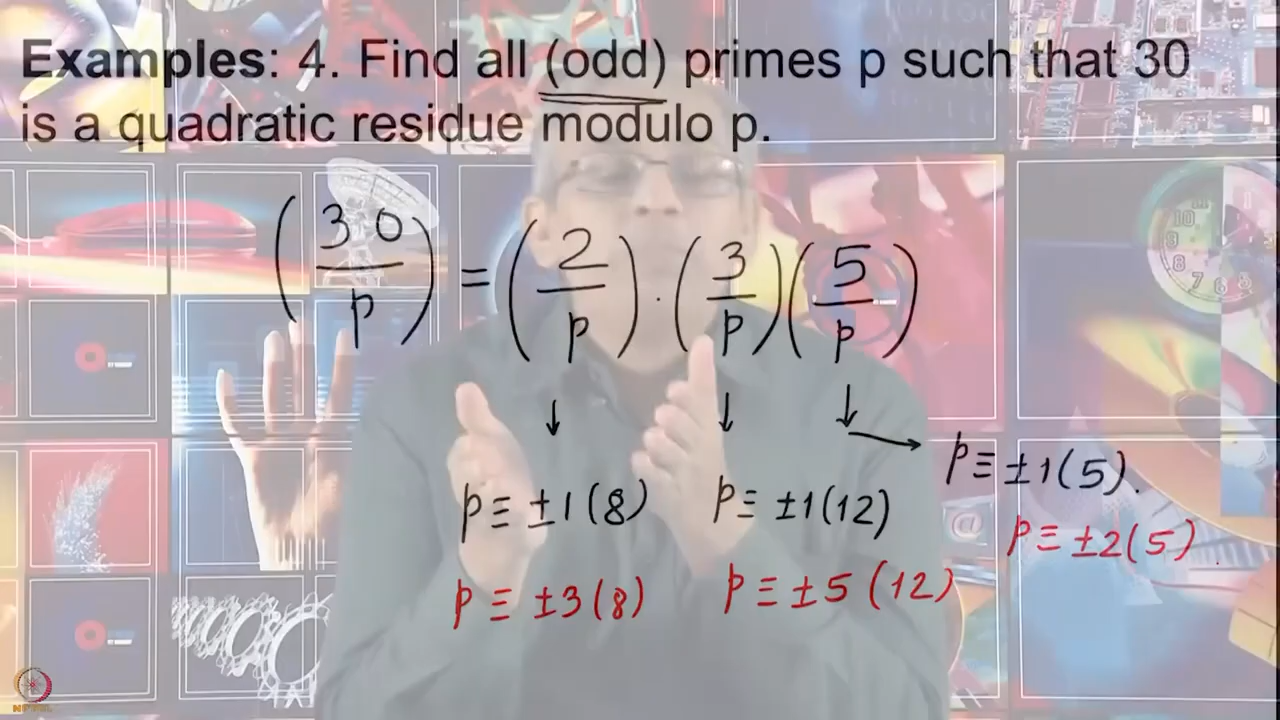 Examples: 4. Find all (odd) primes p such that 30
is a quadratic residue modulo p.
(30/p) = (2/p) · (3/p)(5/p)
p ≡ ±1(8) p ≡ ±1(12) p ≡ ±1(5).
p ≡ ±3(8) p ≡ ±5(12) p ≡ ±2(5).
@
NPTEL